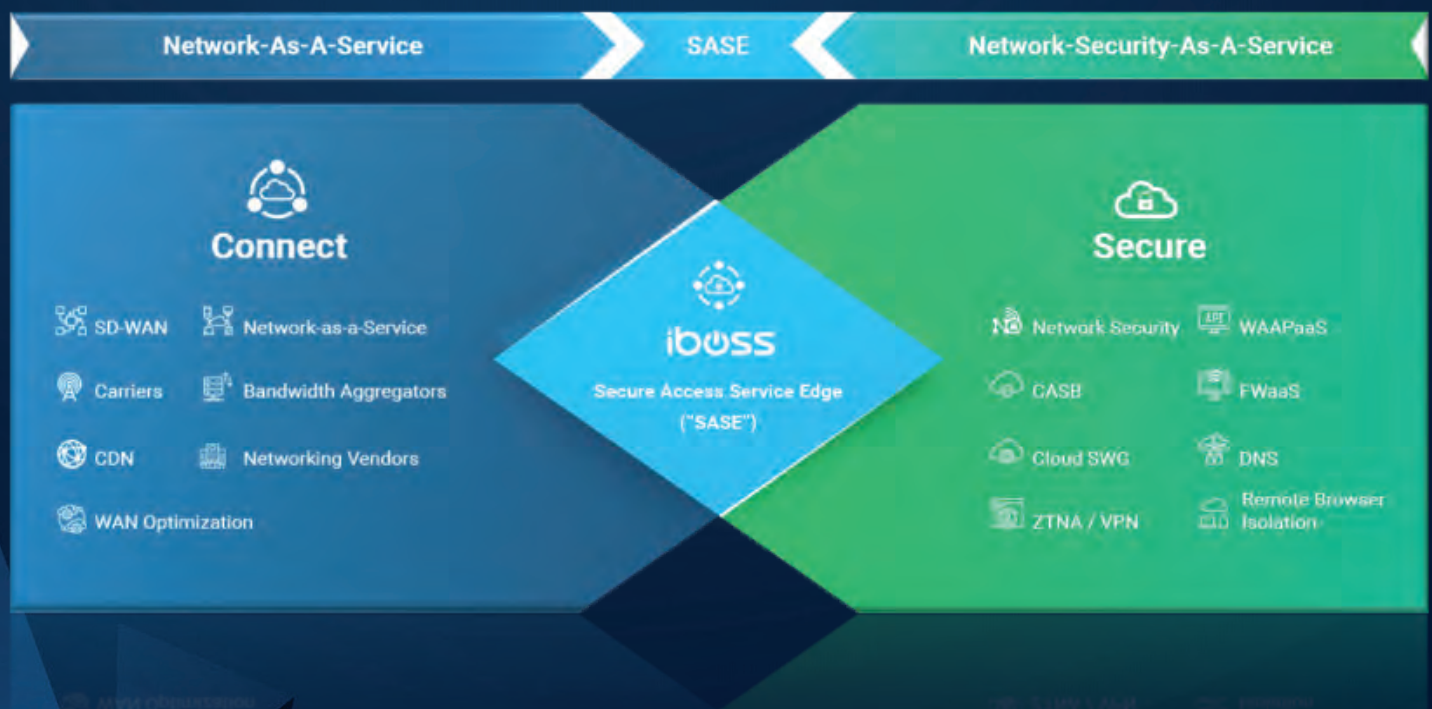 Network-As-A-Service
SASE
Network-Security-As-A-Service
Connect
SD-WAN
Network-as-a-Service
Carriers
Bandwidth Aggregators
CDN
Networking Vendors
WAN Optimization
iboss
Secure Access Service Edge
("SASE")
Secure
Network Security
WAAPaaS
CASB
FWaaS
Cloud SWG
DNS
ZTNA / VPN
Remote Browser
Isolation